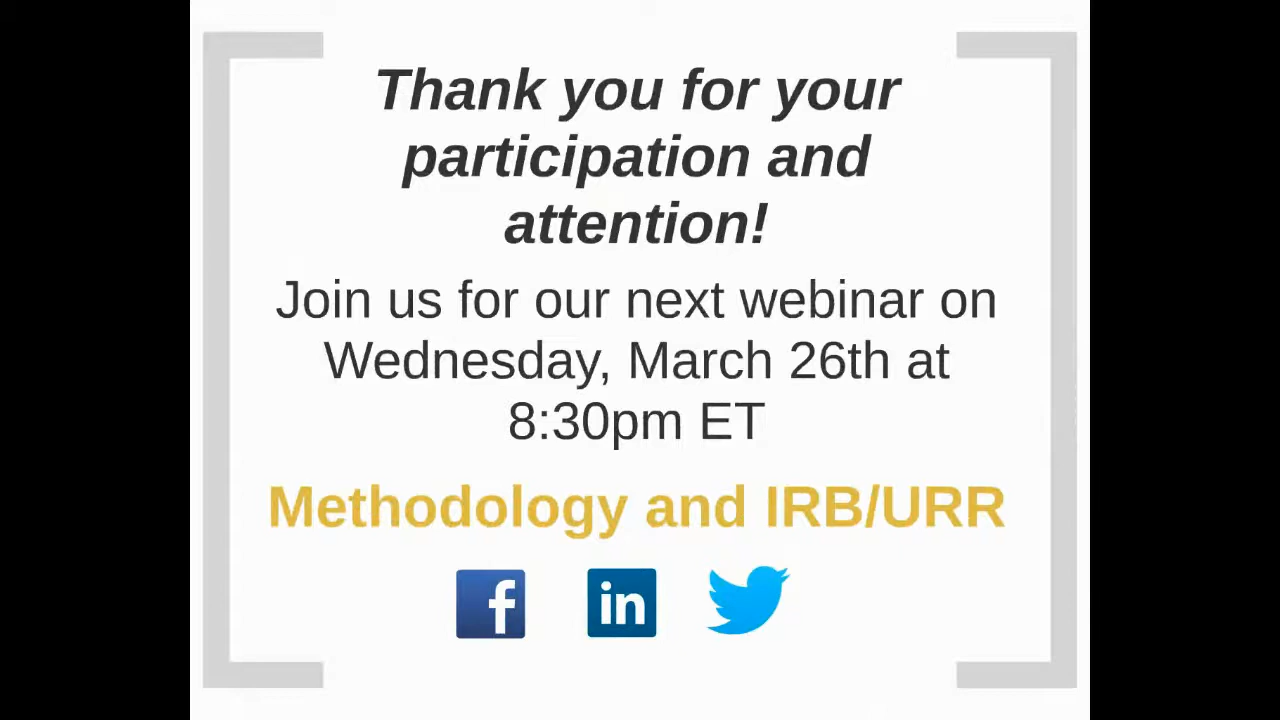 Thank you for your
participation and
attention!
Join us for our next webinar on
Wednesday, March 26th at
8:30pm ET
Methodology and IRB/URR
f in